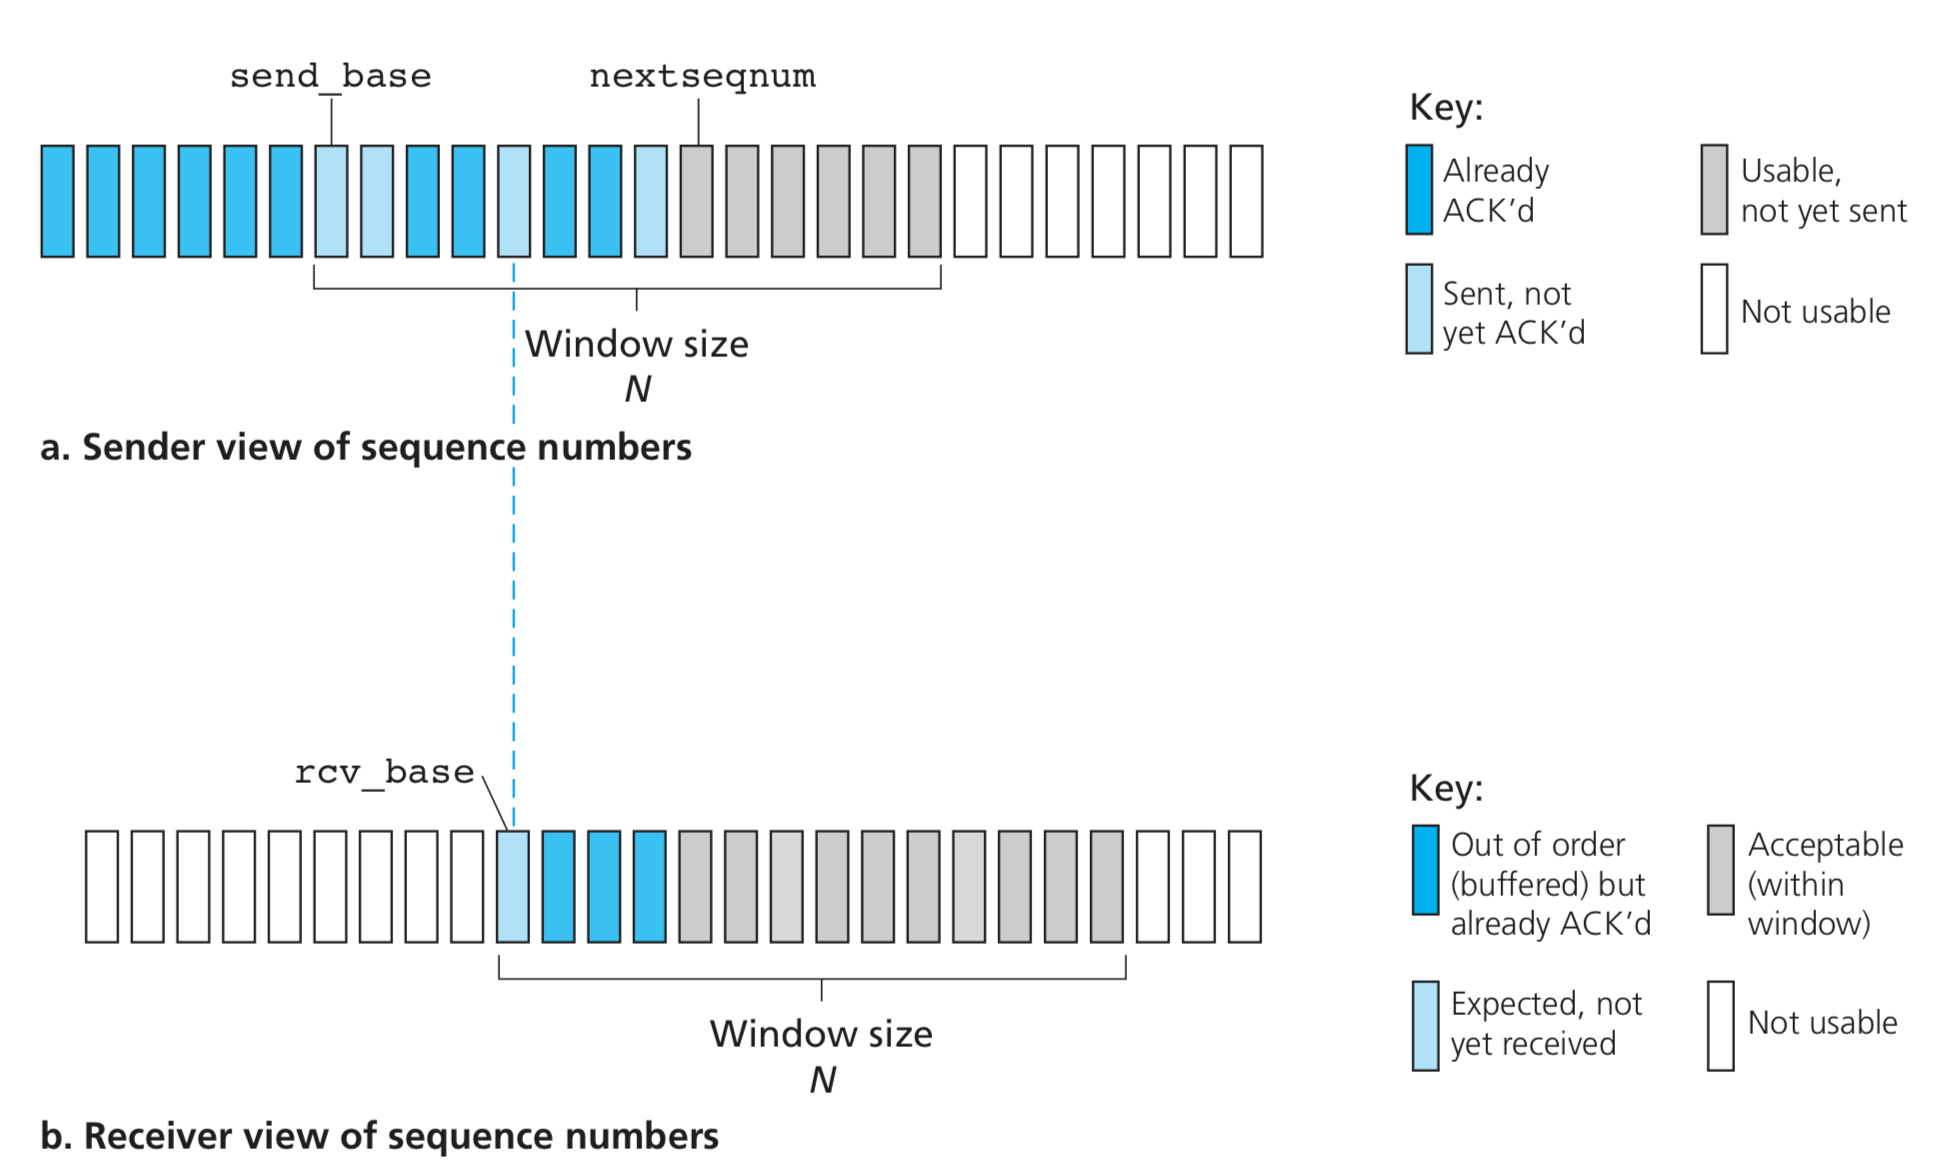 send_base
nextseqnum
Key:
Already
ACK’d
Usable,
not yet sent
Sent, not
yet ACK’d
Not usable
Window size
N
a. Sender view of sequence numbers
rcv_base
Key:
Out of order
(buffered) but
already ACK’d
Acceptable
(within
window)
Expected, not
yet received
Not usable
Window size
N
b. Receiver view of sequence numbers